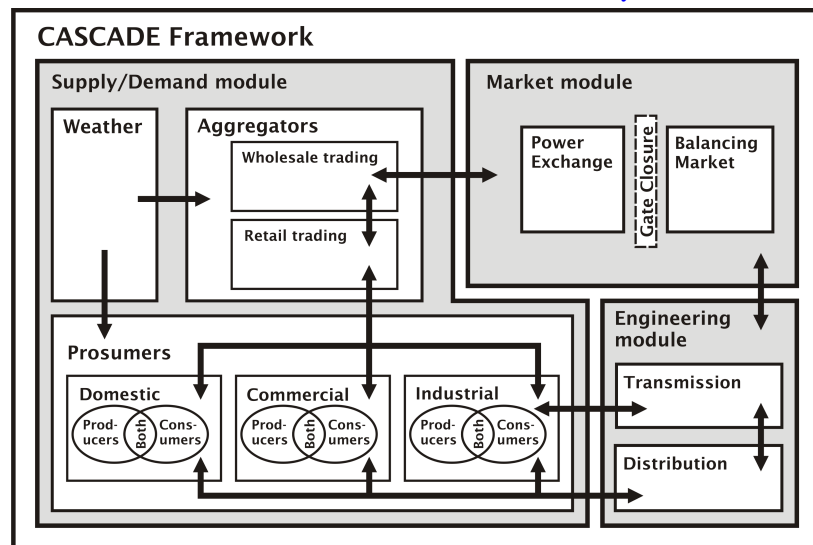 CASCADE Framework
Supply/Demand module
Weather
Aggregators
Wholesale trading
Retail trading
Market module
Power
Exchange
Gate Closure
Balancing
Market
Prosumers
Domestic
Prod-
ucers
Both
Cons-
umers
Commercial
Prod-
ucers
Both
Cons-
umers
Industrial
Prod-
ucers
Both
Cons-
umers
Engineering
module
Transmission
Distribution